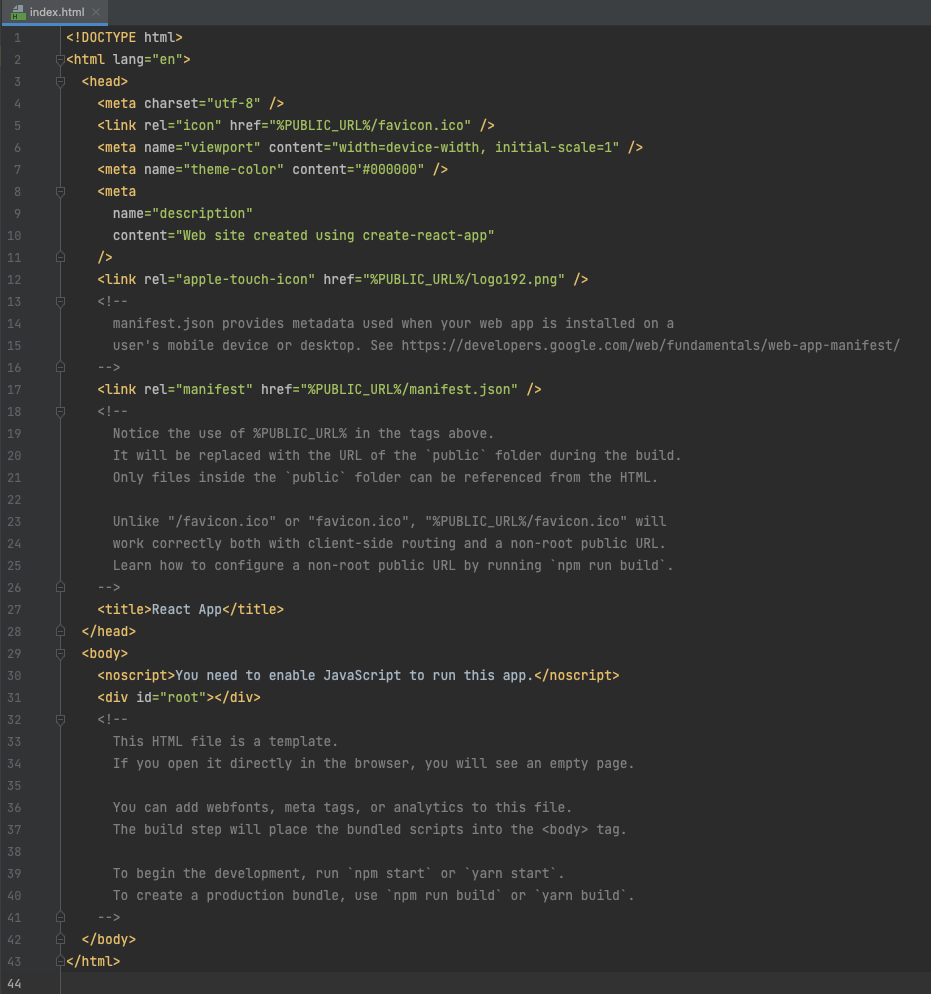 index.html
1 <!DOCTYPE html>
2 <html lang="en">
3   <head>
4     <meta charset="utf-8" />
5     <link rel="icon" href="%PUBLIC_URL%/favicon.ico" />
6     <meta name="viewport" content="width=device-width, initial-scale=1" />
7     <meta name="theme-color" content="#000000" />
8     <meta
9       name="description"
10       content="Web site created using create-react-app"
11     />
12     <link rel="apple-touch-icon" href="%PUBLIC_URL%/logo192.png" />
13     <!--
14       manifest.json provides metadata used when your web app is installed on a
15       user's mobile device or desktop. See https://developers.google.com/web/fundamentals/web-app-manifest/
16     -->
17     <link rel="manifest" href="%PUBLIC_URL%/manifest.json" />
18     <!--
19       Notice the use of %PUBLIC_URL% in the tags above.
20       It will be replaced with the URL of the `public` folder during the build.
21       Only files inside the `public` folder can be referenced from the HTML.
22
23       Unlike "/favicon.ico" or "favicon.ico", "%PUBLIC_URL%/favicon.ico" will
24       work correctly both with client-side routing and a non-root public URL.
25       Learn how to configure a non-root public URL by running `npm run build`.
26     -->
27     <title>React App</title>
28   </head>
29   <body>
30     <noscript>You need to enable JavaScript to run this app.</noscript>
31     <div id="root"></div>
32     <!--
33       This HTML file is a template.
34       If you open it directly in the browser, you will see an empty page.
35
36       You can add webfonts, meta tags, or analytics to this file.
37       The build step will place the bundled scripts into the <body> tag.
38
39       To begin the development, run `npm start` or `yarn start`.
40       To create a production bundle, use `npm run build` or `yarn build`.
41     -->
42   </body>
43 </html>
44